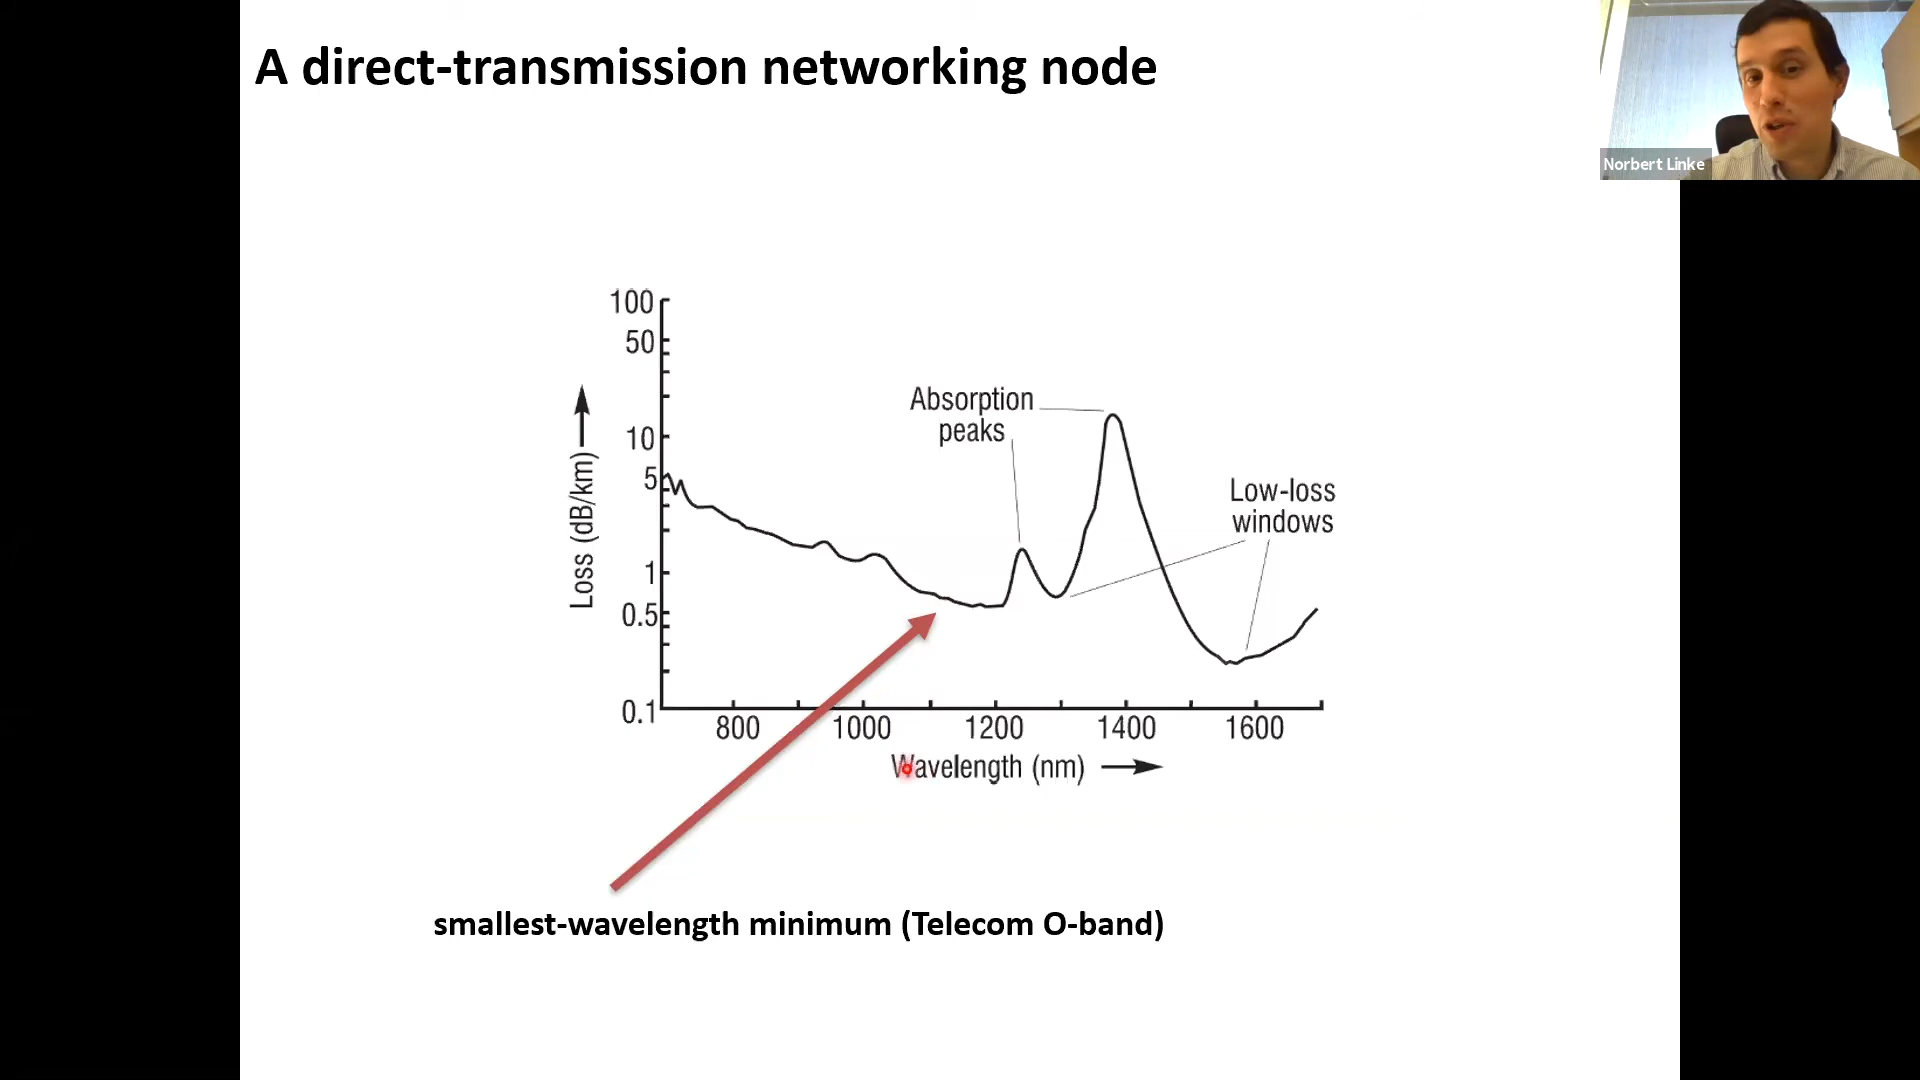 A direct-transmission networking node
Norbert Linke
100
50
10
5
1
0.5
0.1
Loss (dB/km)
Absorption
peaks
Low-loss
windows
800
1000
1200
1400
1600
Wavelength (nm)
smallest-wavelength minimum (Telecom O-band)